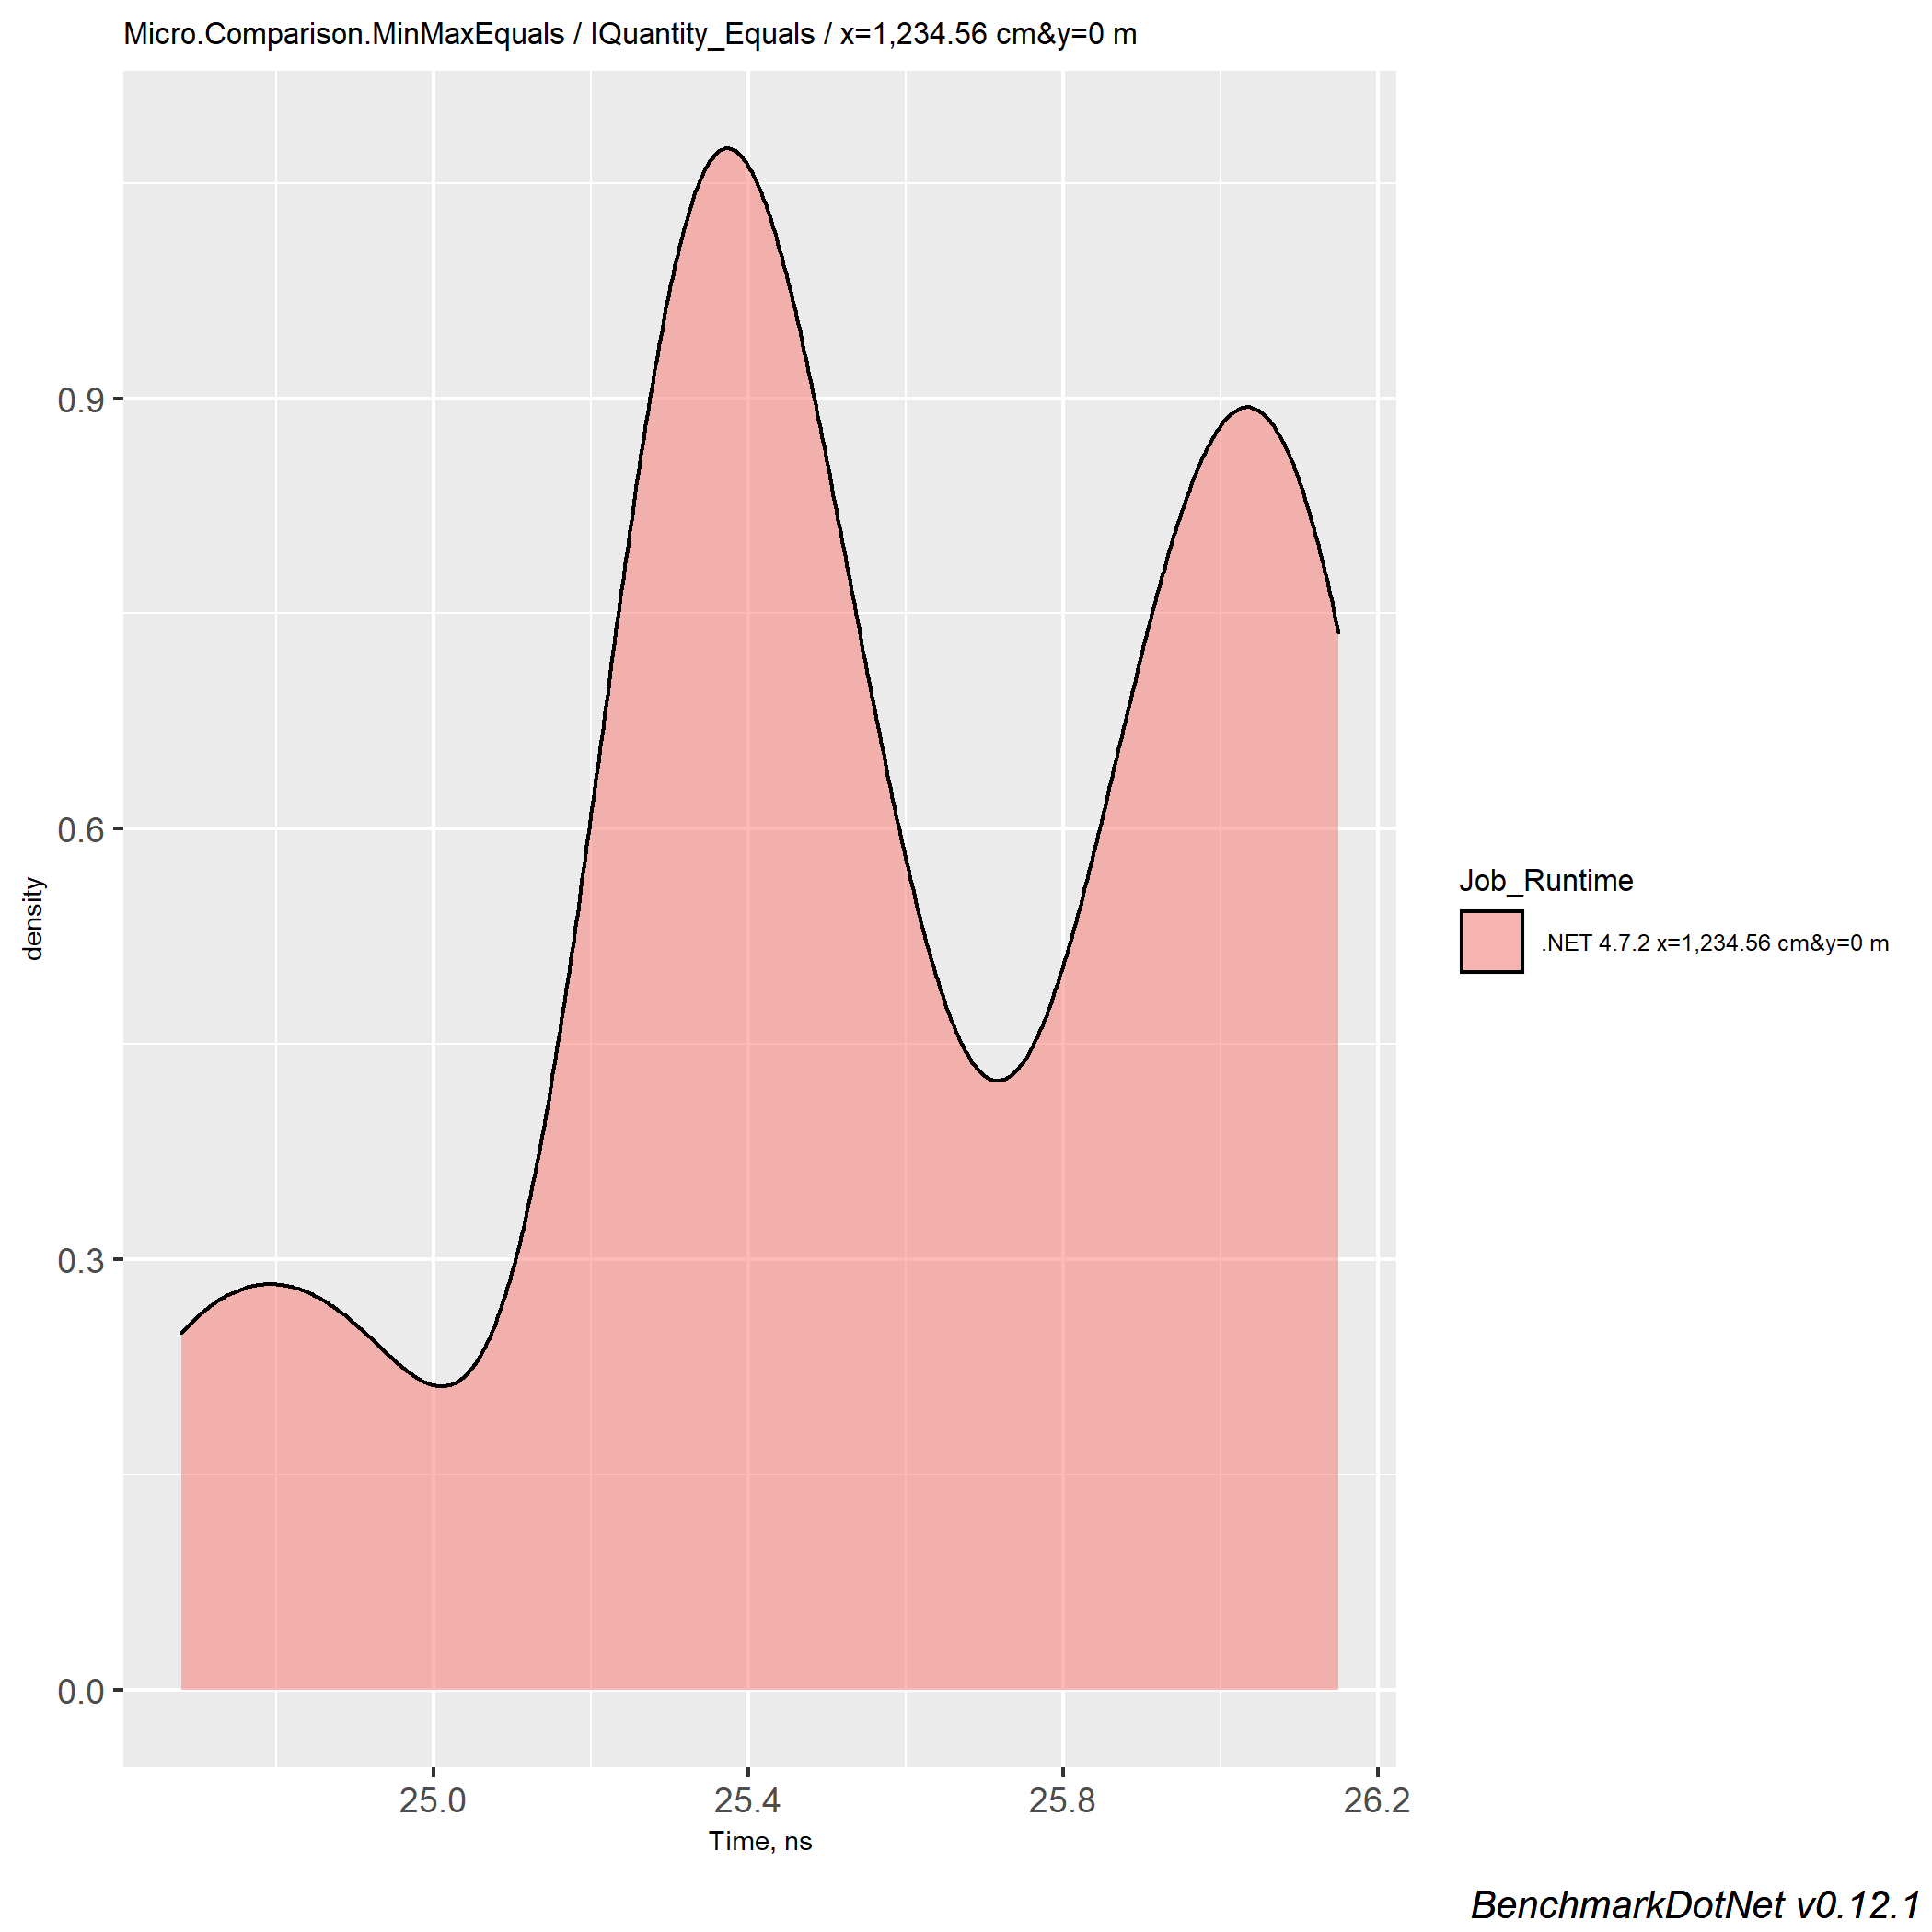 Micro.Comparison.MinMaxEquals / IQuantity_Equals / x=1,234.56 cm&y=0 m
0.9
0.6
0.3
0.0
density
25.0 25.4 25.8 26.2
Time, ns
Job_Runtime
.NET 4.7.2 x=1,234.56 cm&y=0 m
BenchmarkDotNet v0.12.1